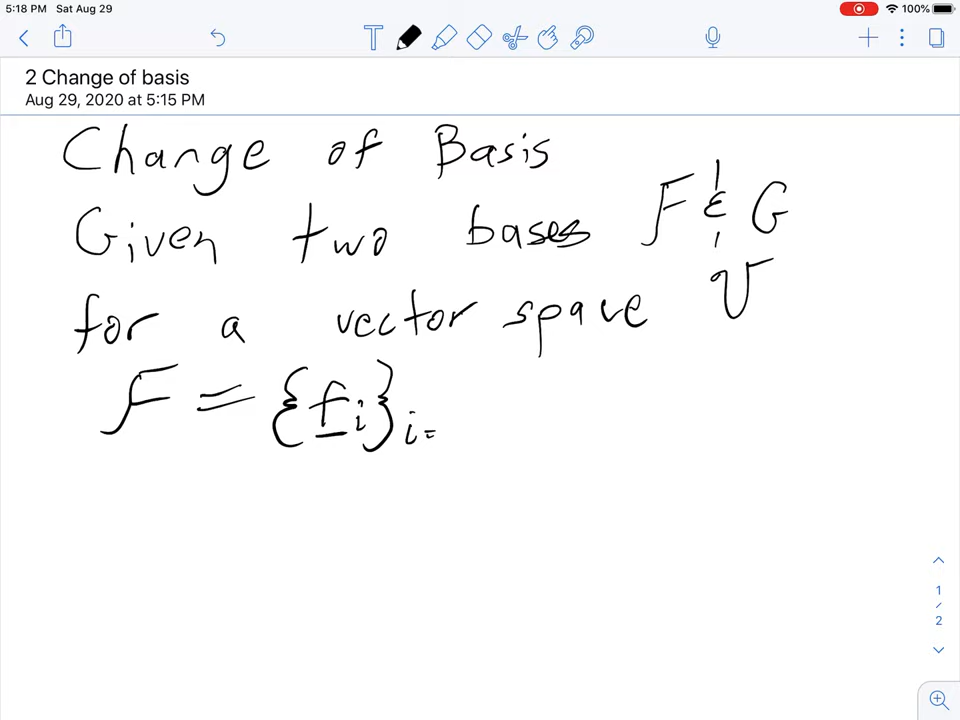 5:18 PM Sat Aug 29
100%
2 Change of basis
Aug 29, 2020 at 5:15 PM
Change of Basis
Given two bases F & G
for a vector space V
F = {f_i}_i=
1
/
2